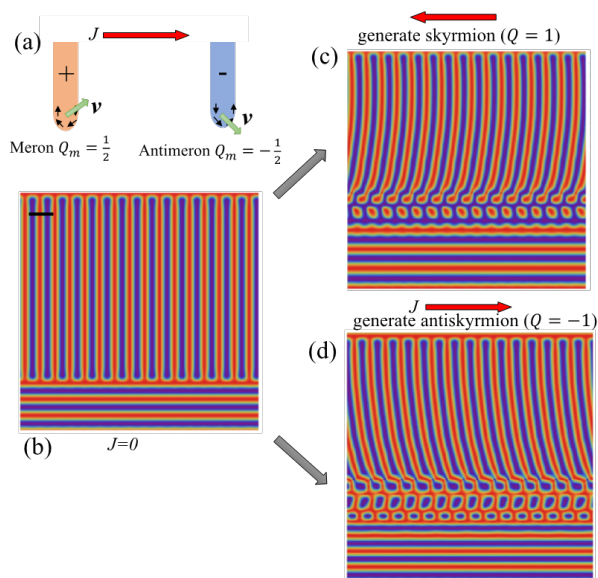 (a)
J
+
-
v
v
Meron Q_m = 1/2
Antimeron Q_m = −1/2
(b)
J=0
(c)
generate skyrmion (Q = 1)
J
generate antiskyrmion (Q = −1)
(d)